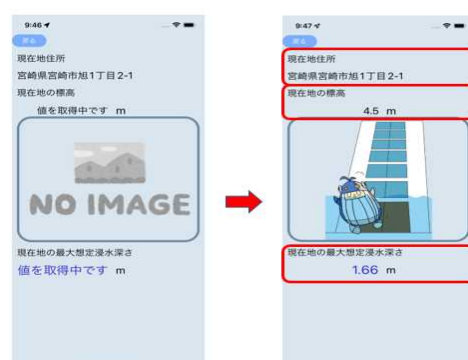 9:46
戻る
現在地住所
宮崎県宮崎市旭1丁目2-1
現在地の標高
値を取得中です m
NO IMAGE
現在地の最大想定浸水深さ
値を取得中です m
9:47
戻る
現在地住所
宮崎県宮崎市旭1丁目2-1
現在地の標高
4.5 m
現在地の最大想定浸水深さ
1.66 m